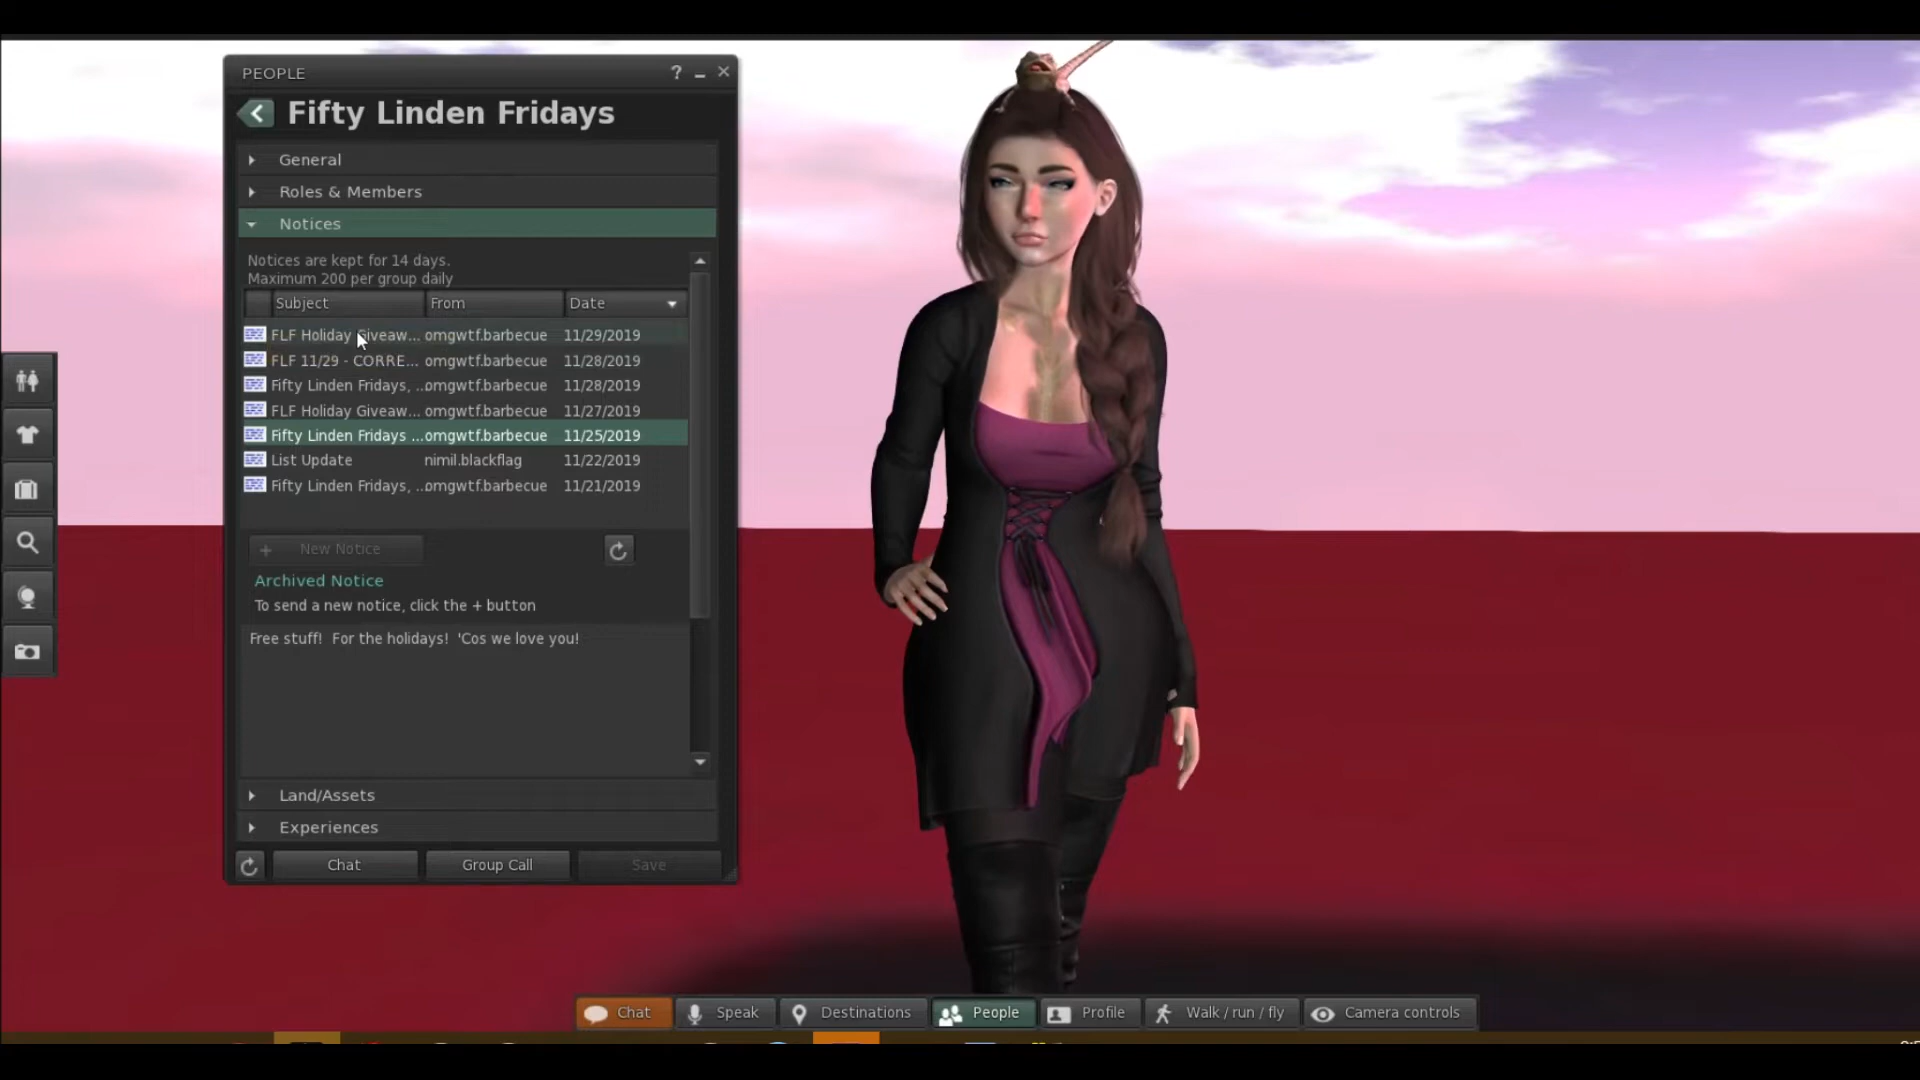 PEOPLE ?
Fifty Linden Fridays
General
Roles & Members
Notices
Notices are kept for 14 days.
Maximum 200 per group daily
Subject From Date
FLF Holiday Giveaw... omgwtf.barbecue 11/29/2019
FLF 11/29 - CORRE... omgwtf.barbecue 11/28/2019
Fifty Linden Fridays, ... omgwtf.barbecue 11/28/2019
FLF Holiday Giveaw... omgwtf.barbecue 11/27/2019
Fifty Linden Fridays ... omgwtf.barbecue 11/25/2019
List Update nimil.blackflag 11/22/2019
Fifty Linden Fridays, ... omgwtf.barbecue 11/21/2019
+ New Notice
Archived Notice
To send a new notice, click the + button
Free stuff! For the holidays! 'Cos we love you!
Land/Assets
Experiences
Chat Group Call Save
Chat Speak Destinations People Profile Walk / run / fly Camera controls